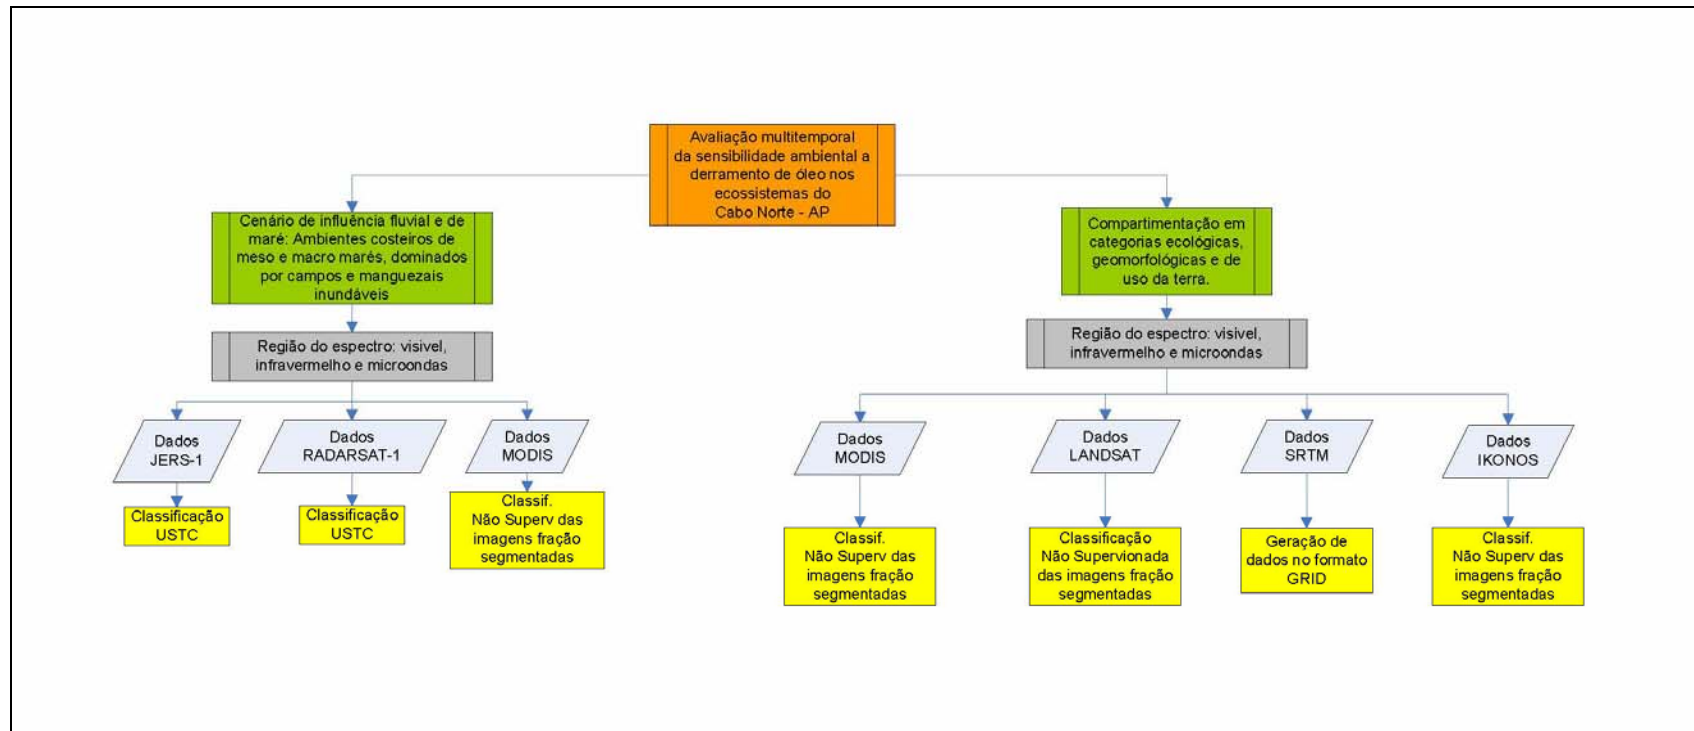 Avaliação multitemporal
da sensibilidade ambiental a
derramento de óleo nos
ecossistemas do
Cabo Norte - AP
Cenário de influência fluvial e de
maré: Ambientes costeiros de
meso e macro marés, dominados
por campos e manguezais
inundáveis
Compartimentação em
categorias ecológicas,
geomorfológicas e de
uso da terra.
Região do espectro: visivel,
infravermelho e microondas
Região do espectro: visível,
infravermelho e microondas
Dados
JERS-1
Dados
RADARSAT-1
Dados
MODIS
Dados
MODIS
Dados
LANDSAT
Dados
SRTM
Dados
IKONOS
Classificação
USTC
Classificação
USTC
Classif.
Não Superv das
imagens fração
segmentadas
Classif.
Não Superv das
imagens fração
segmentadas
Classificação
Não Supervionada
das imagens fração
segmentadas
Geração de
dados no formato
GRID
Classif.
Não Superv das
imagens fração
segmentadas